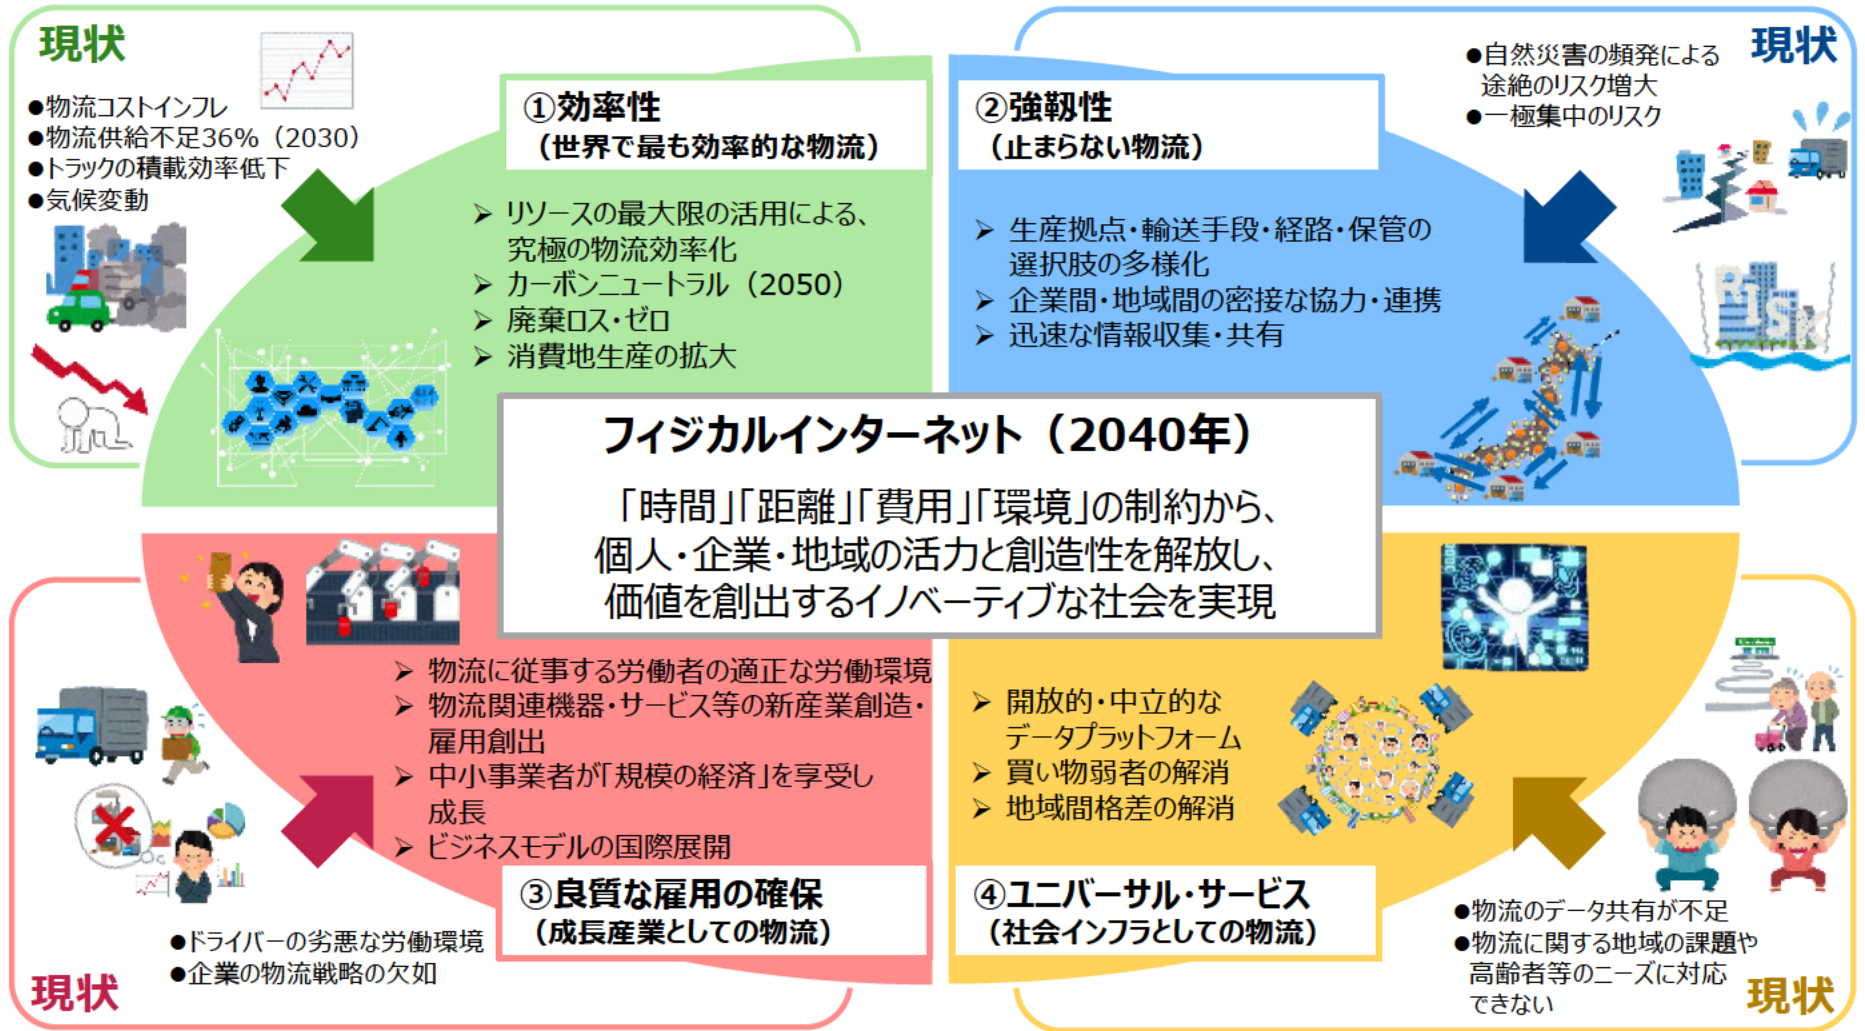 現状
●物流コストインフレ
●物流供給不足36%（2030）
●トラックの積載効率低下
●気候変動
①効率性
（世界で最も効率的な物流）
➢ リソースの最大限の活用による、
究極の物流効率化
➢ カーボンニュートラル（2050）
➢ 廃棄ロス・ゼロ
➢ 消費地生産の拡大
②強靱性
（止まらない物流）
➢ 生産拠点・輸送手段・経路・保管の
選択肢の多様化
➢ 企業間・地域間の密接な協力・連携
➢ 迅速な情報収集・共有
現状
●自然災害の頻発による
途絶のリスク増大
●一極集中のリスク
RISK
フィジカルインターネット（2040年）
「時間」「距離」「費用」「環境」の制約から、
個人・企業・地域の活力と創造性を解放し、
価値を創出するイノベーティブな社会を実現
➢ 物流に従事する労働者の適正な労働環境
➢ 物流関連機器・サービス等の新産業創造・
雇用創出
➢ 中小事業者が「規模の経済」を享受し
成長
➢ ビジネスモデルの国際展開
③良質な雇用の確保
（成長産業としての物流）
●ドライバーの劣悪な労働環境
●企業の物流戦略の欠如
現状
➢ 開放的・中立的な
データプラットフォーム
➢ 買い物弱者の解消
➢ 地域間格差の解消
④ユニバーサル・サービス
（社会インフラとしての物流）
●物流のデータ共有が不足
●物流に関する地域の課題や
高齢者等のニーズに対応
できない
現状